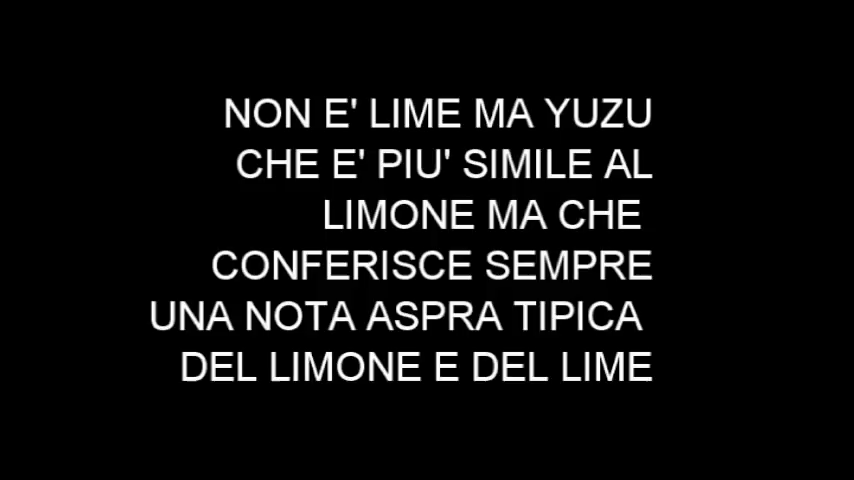 NON E' LIME MA YUZU
CHE E' PIU' SIMILE AL
LIMONE MA CHE
CONFERISCE SEMPRE
UNA NOTA ASPRA TIPICA
DEL LIMONE E DEL LIME